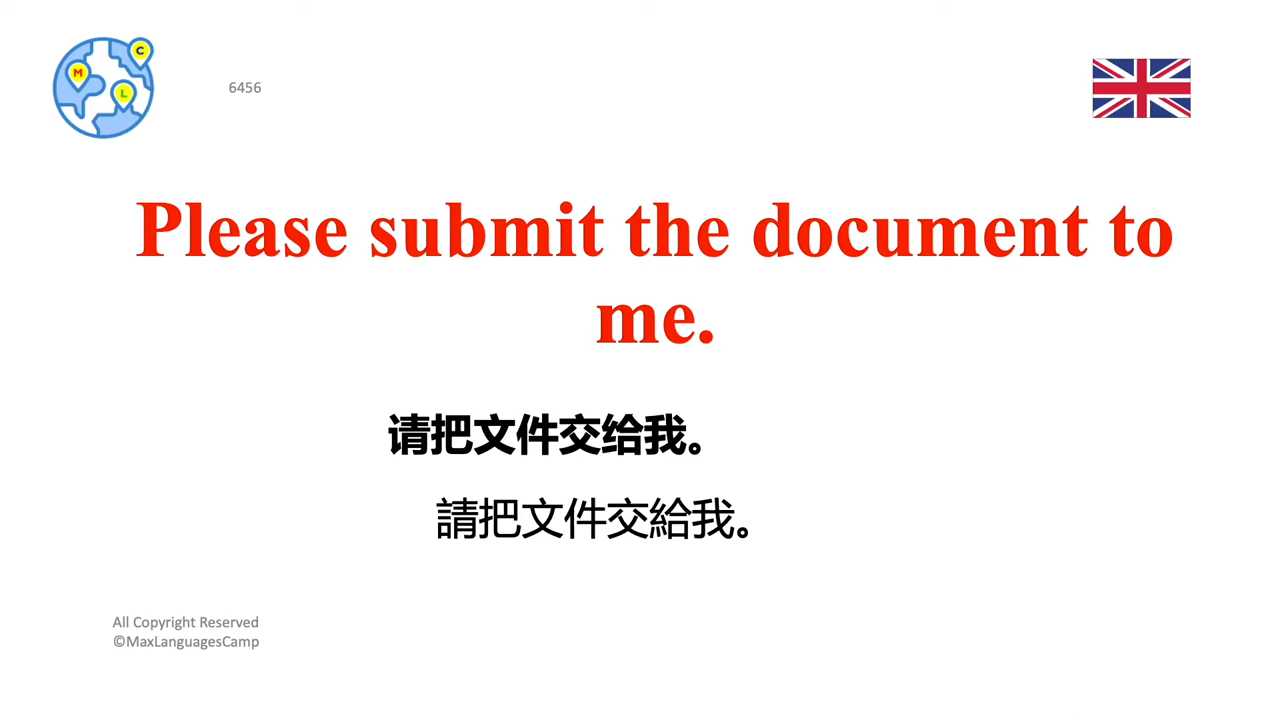 C
M
L
6456
Please submit the document to
me.
请把文件交给我。
請把文件交給我。
All Copyright Reserved
©MaxLanguagesCamp